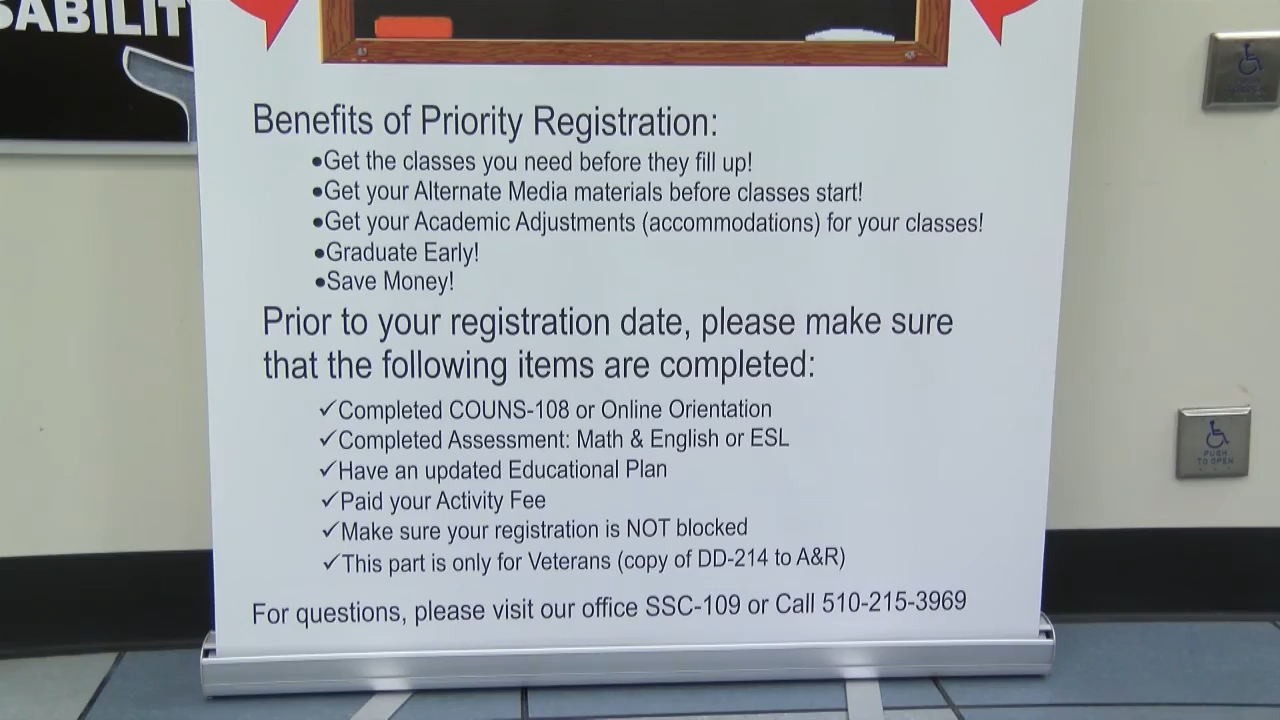 SABILIT
Benefits of Priority Registration:
•Get the classes you need before they fill up!
•Get your Alternate Media materials before classes start!
•Get your Academic Adjustments (accommodations) for your classes!
•Graduate Early!
•Save Money!
Prior to your registration date, please make sure
that the following items are completed:
✓Completed COUNS-108 or Online Orientation
✓Completed Assessment: Math & English or ESL
✓Have an updated Educational Plan
✓Paid your Activity Fee
✓Make sure your registration is NOT blocked
✓This part is only for Veterans (copy of DD-214 to A&R)
For questions, please visit our office SSC-109 or Call 510-215-3969
PUSH
TO OPEN